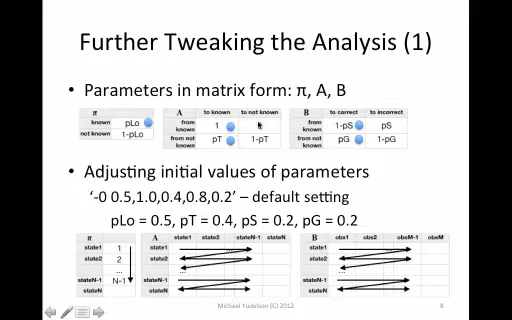 Further Tweaking the Analysis (1)
• Parameters in matrix form: π, A, B
π
known pLo
not known 1-pLo
A to known to not known
from known 1
from not known pT 1-pT
B to correct to incorrect
from known 1-pS pS
from not known pG 1-pG
• Adjusting initial values of parameters
‘-0 0.5,1.0,0.4,0.8,0.2’ – default setting
pLo = 0.5, pT = 0.4, pS = 0.2, pG = 0.2
π
state1 1
state2 2
... ...
stateN-1 N-1
stateN
A state1 state2 stateN-1 stateN
state1
state2
...
stateN-1
stateN
B obs1 obs2 obsM-1 obsM
state1
state2
...
stateN-1
stateN
Michael Yudelson (C) 2012
8